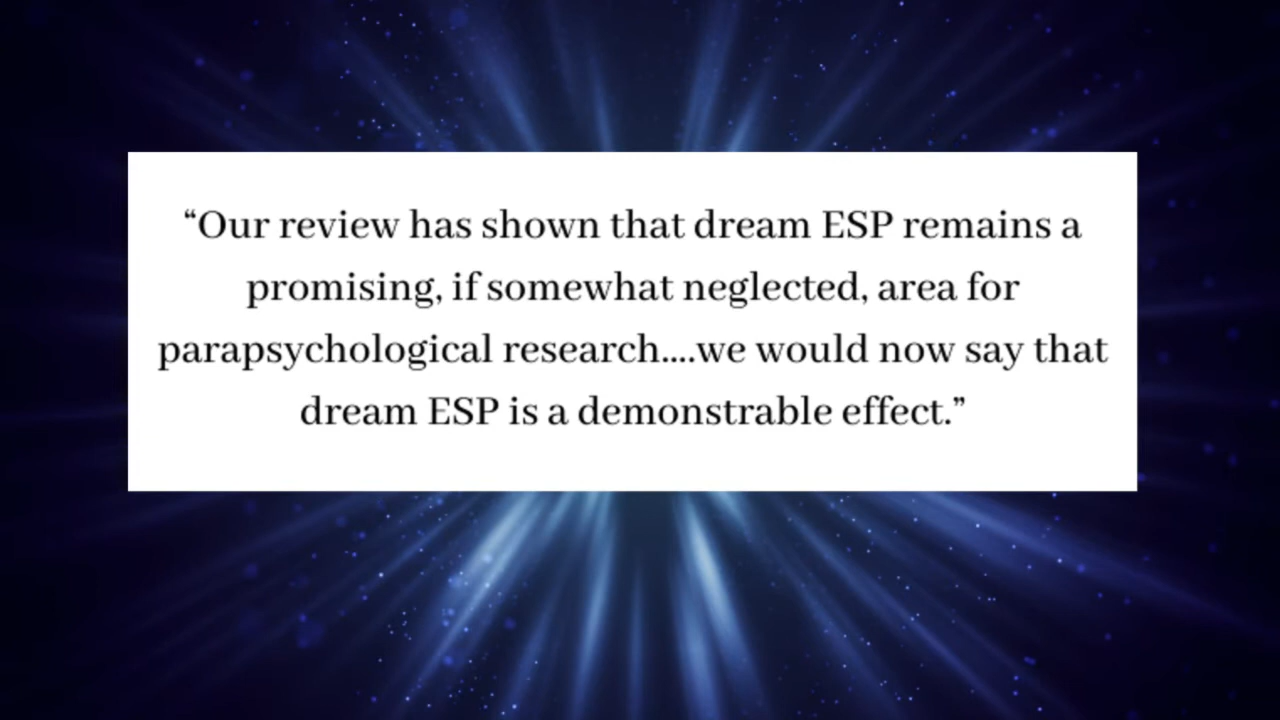 “Our review has shown that dream ESP remains a
promising, if somewhat neglected, area for
parapsychological research....we would now say that
dream ESP is a demonstrable effect.”